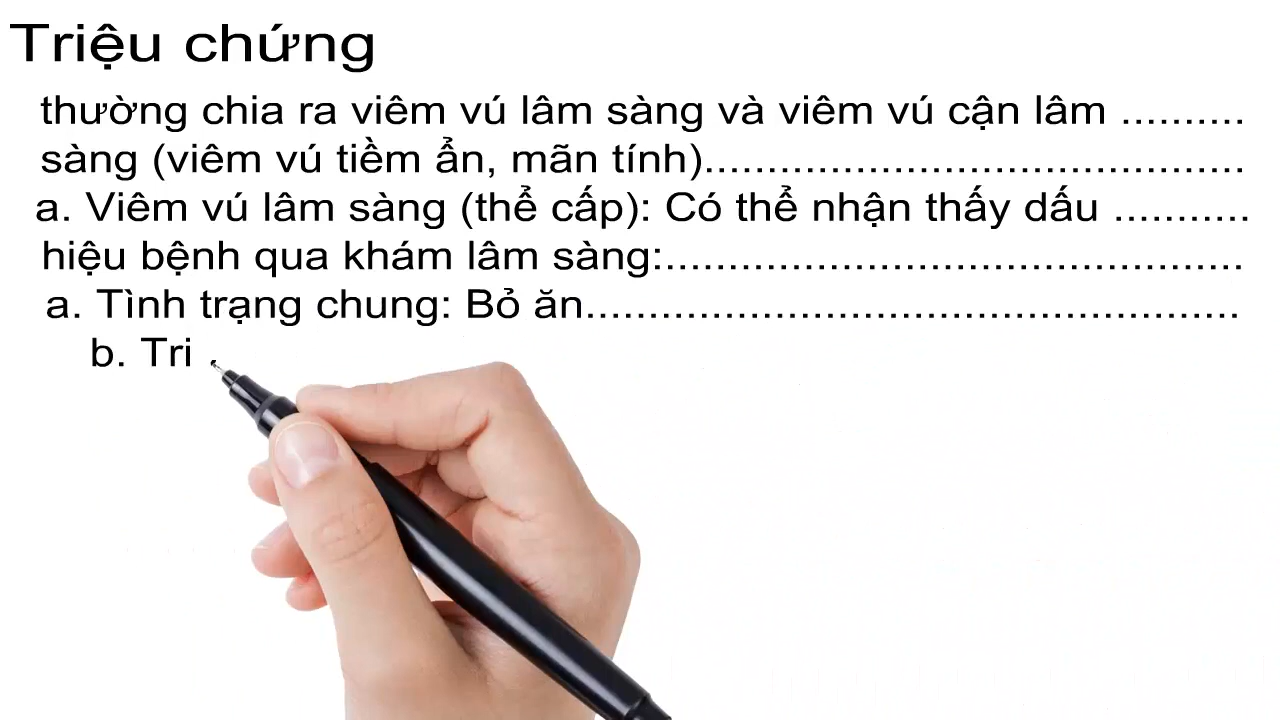 Triệu chứng
thường chia ra viêm vú lâm sàng và viêm vú cận lâm ..........
sàng (viêm vú tiềm ẩn, mãn tính)...........................................
a. Viêm vú lâm sàng (thể cấp): Có thể nhận thấy dấu ...........
hiệu bệnh qua khám lâm sàng:..............................................
a. Tình trạng chung: Bỏ ăn....................................................
b. Tri